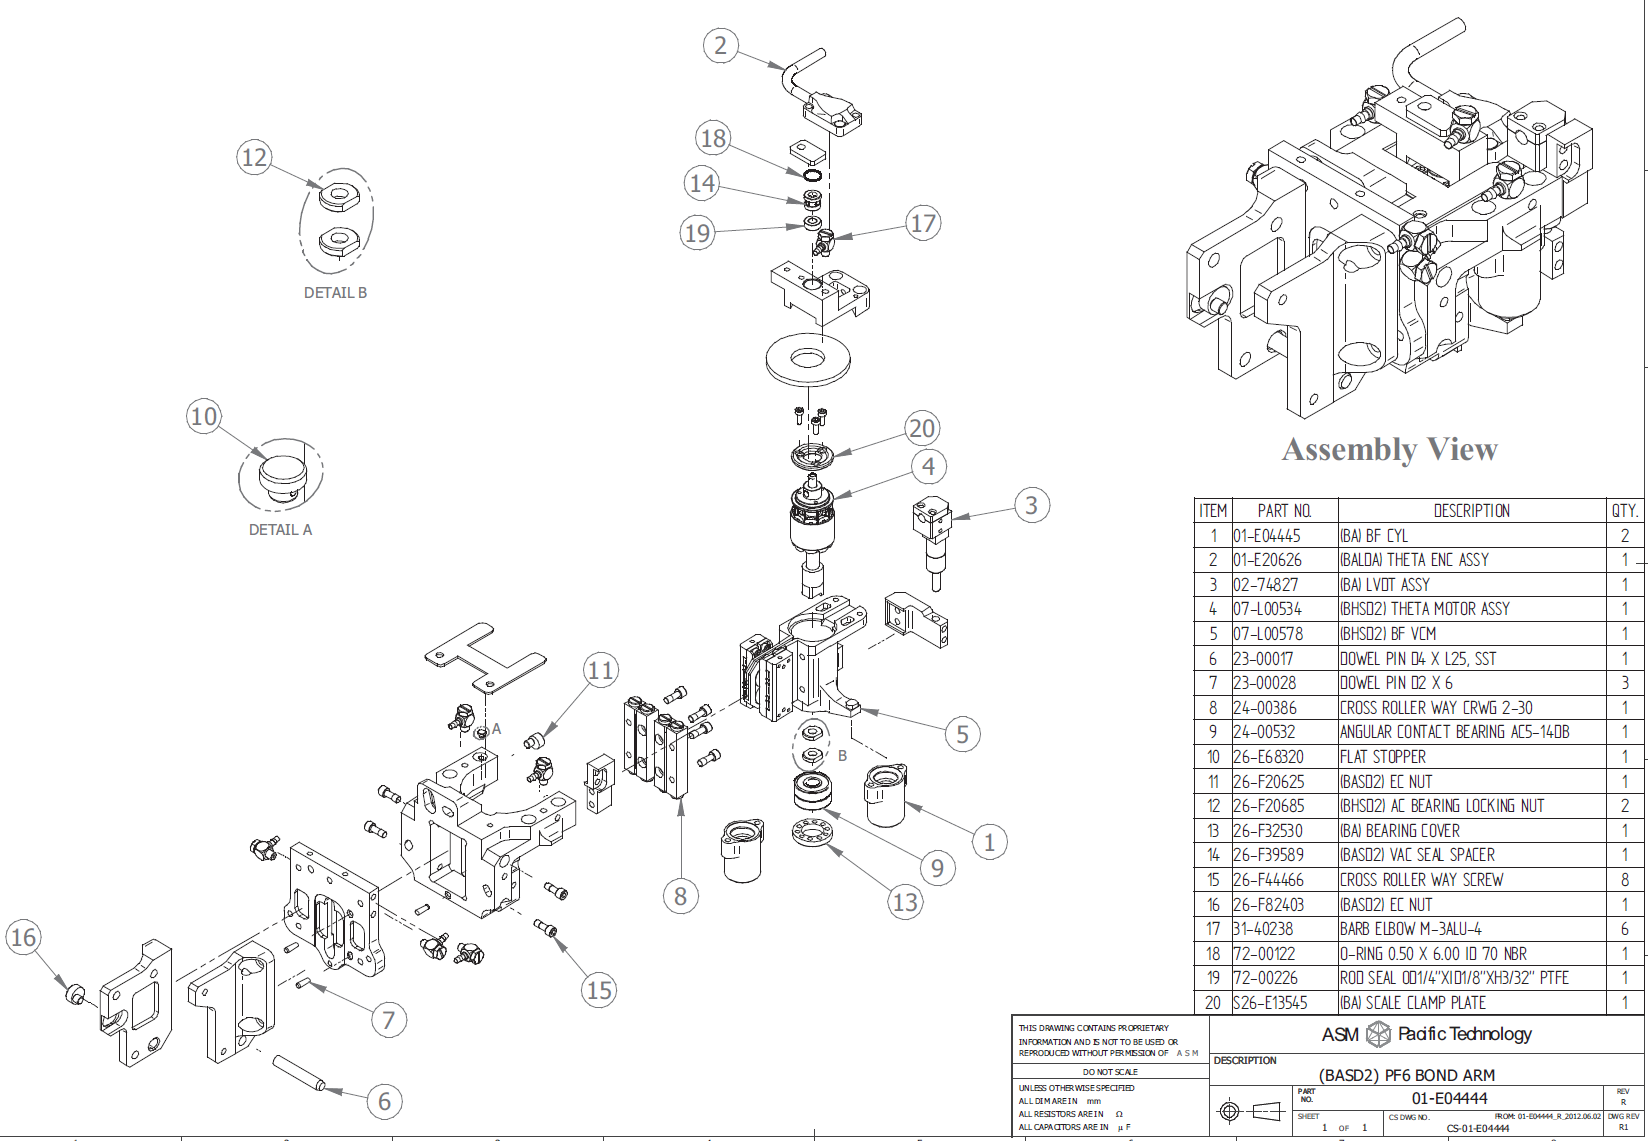 2
18
14
19
17
12
DETAIL B
10
DETAIL A
20
4
3
11
A
5
B
1
9
13
8
15
7
16
6
Assembly View
ITEM PART NO. DESCRIPTION QTY.
1 01-E04445 (BA) BF CYL 2
2 01-E20626 (BALDA) THETA ENC ASSY 1
3 02-74827 (BA) LVDT ASSY 1
4 07-L00534 (BHSD2) THETA MOTOR ASSY 1
5 07-L00578 (BHSD2) BF VCM 1
6 23-00017 DOWEL PIN D4 X L25, SST 1
7 23-00028 DOWEL PIN D2 X 6 3
8 24-00386 CROSS ROLLER WAY CRWG 2-30 1
9 24-00532 ANGULAR CONTACT BEARING AC5-14DB 1
10 26-E68320 FLAT STOPPER 1
11 26-F20625 (BASD2) EC NUT 1
12 26-F20685 (BHSD2) AC BEARING LOCKING NUT 2
13 26-F32530 (BA) BEARING COVER 1
14 26-F39589 (BASD2) VAC SEAL SPACER 1
15 26-F44466 CROSS ROLLER WAY SCREW 8
16 26-F82403 (BASD2) EC NUT 1
17 31-40238 BARB ELBOW M-3ALU-4 6
18 72-00122 O-RING 0.50 X 6.00 ID 70 NBR 1
19 72-00226 ROD SEAL OD1/4"XID1/8"XH3/32" PTFE 1
20 S26-E13545 (BA) SCALE CLAMP PLATE 1
THIS DRAWING CONTAINS PROPRIETARY
INFORMATION AND IS NOT TO BE USED OR
REPRODUCED WITHOUT PERMISSION OF ASM
DO NOT SCALE
UNLESS OTHERWISE SPECIFIED
ALL DIM ARE IN mm
ALL RESISTORS ARE IN Ω
ALL CAPACITORS ARE IN μF
ASM Pacific Technology
DESCRIPTION
(BASD2) PF6 BOND ARM
PART NO.
01-E04444
REV
R
SHEET
1 OF 1
CS DWG NO.
FROM: 01-E04444_R_2012.06.02
CS-01-E04444
DWG REV
R1